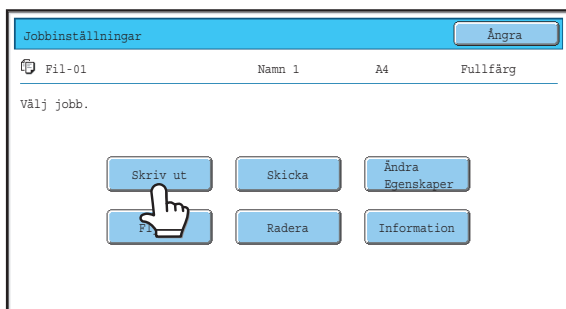 Jobbinställningar Ångra
Fil-01 Namn 1 A4 Fullfärg
Välj jobb.
Skriv ut Skicka Ändra
Egenskaper
Radera Information